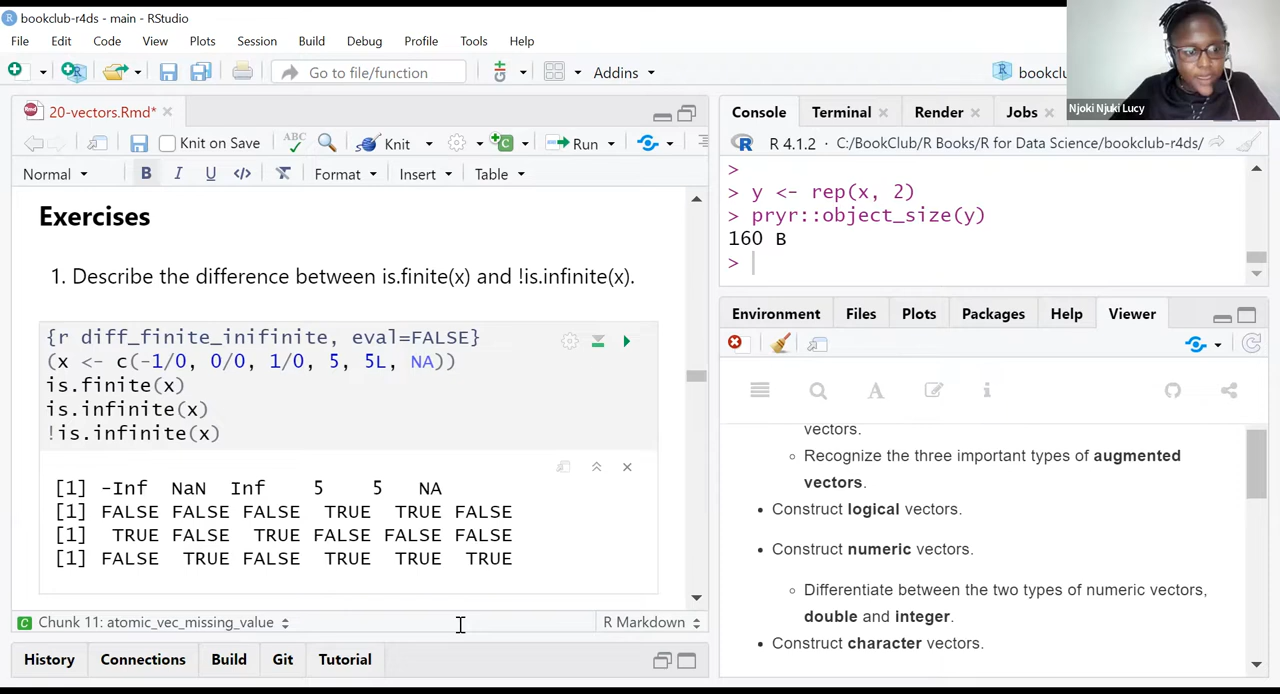 bookclub-r4ds - main - RStudio
File Edit Code View Plots Session Build Debug Profile Tools Help
Go to file/function Addins bookclu
Njoki Njuki Lucy
20-vectors.Rmd*
Knit on Save ABC Knit Run
Normal B I U </> Format Insert Table
Exercises
1. Describe the difference between is.finite(x) and !is.infinite(x).
{r diff_finite_inifinite, eval=FALSE}
(x <- c(-1/0, 0/0, 1/0, 5, 5L, NA))
is.finite(x)
is.infinite(x)
!is.infinite(x)
[1] -Inf NaN Inf 5 5 NA
[1] FALSE FALSE FALSE TRUE TRUE FALSE
[1] TRUE FALSE TRUE FALSE FALSE FALSE
[1] FALSE TRUE FALSE TRUE TRUE TRUE
Chunk 11: atomic_vec_missing_value R Markdown
History Connections Build Git Tutorial
Console Terminal Render Jobs
R 4.1.2 · C:/BookClub/R Books/R for Data Science/bookclub-r4ds/
>
> y <- rep(x, 2)
> pryr::object_size(y)
160 B
>
Environment Files Plots Packages Help Viewer
vectors.
Recognize the three important types of augmented
vectors.
Construct logical vectors.
Construct numeric vectors.
Differentiate between the two types of numeric vectors,
double and integer.
Construct character vectors.